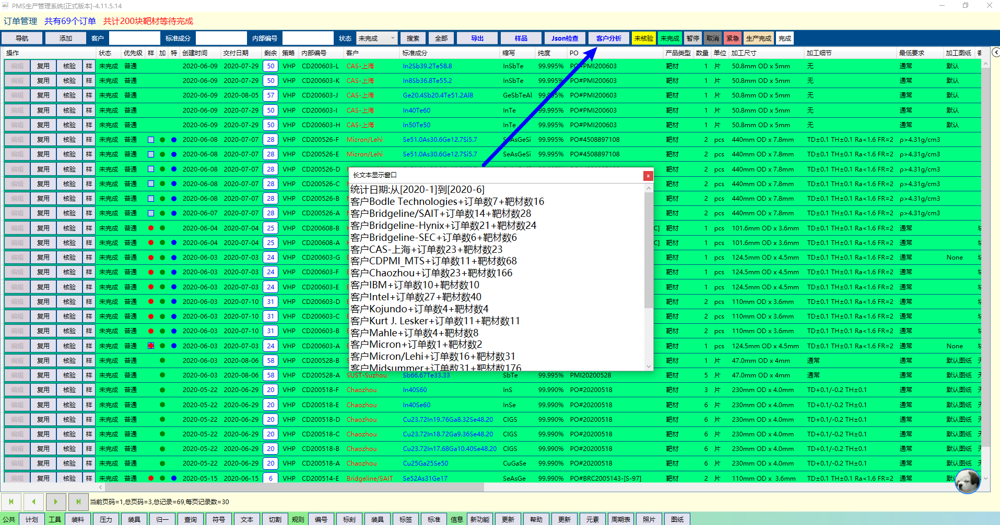 PMS生产管理系统[正式版本]-4.11.5.14
订单管理 共有69个订单 共计200块靶材等待完成
导航 添加 客户 标准成分 内部编号 状态 未完成 搜索 全部 导出 样品 Json检查 客户分析 未核验 未完成 暂停 取消 紧急 生产完成 完成
操作 状态 优先级 样 加 特 创建时间 交付日期 剩余 策略 内部编号 客户 标准成分 缩写 纯度 PO 产品类型 数量 单位 加工尺寸 加工细节 最低要求 加工图纸
编辑 复用 核验 样 未完成 普通 2020-06-09 2020-07-29 50 VHP CD200603-L CAS-上海 In2Sb39.2Te58.8 InSbTe 99.995% PO#PMI200603 靶材 1 片 50.8mm OD x 5mm 无 通常 默认
编辑 复用 核验 样 未完成 普通 2020-06-09 2020-07-29 50 VHP CD200603-K CAS-上海 In8Sb36.8Te55.2 InSbTe 99.995% PO#PMI200603 靶材 1 片 50.8mm OD x 5mm 无 通常 默认
编辑 复用 核验 样 未完成 普通 2020-06-09 2020-08-05 57 VHP CD200603-J CAS-上海 Ge20.4Sb20.4Te51.2Al8 GeSbTeAl 99.995% PO#PMI200603 靶材 1 片 50.8mm OD x 5mm 无 通常 默认
编辑 复用 核验 样 未完成 普通 2020-06-09 2020-07-29 50 VHP CD200603-I CAS-上海 In40Te60 InTe 99.995% PO#PMI200603 靶材 1 片 50.8mm OD x 5mm 无 通常 默认
编辑 复用 核验 样 未完成 普通 2020-06-09 2020-07-29 50 VHP CD200603-H CAS-上海 In50Te50 InTe 99.995% PO#PMI200603 靶材 1 片 50.8mm OD x 5mm 无 通常 默认
编辑 复用 核验 样 未完成 普通 2020-06-08 2020-07-07 28 VHP CD200526-F Micron/Lehi Se51.0As30.6Ge12.7Si5.7 SeAsGeSi 99.995% PO#4508897108 靶材 2 pcs 440mm OD x 7.8mm TD±0.1 TH±0.1 Ra<1.6 FR=2 ρ>4.31g/cm3
编辑 复用 核验 样 未完成 普通 2020-06-08 2020-07-07 28 VHP CD200526-E Micron/Lehi Se51.0As30.6Ge12.7Si5.7 SeAsGeSi 99.995% PO#4508897108 靶材 2 pcs 440mm OD x 7.8mm TD±0.1 TH±0.1 Ra<1.6 FR=2 ρ>4.31g/cm3
编辑 复用 核验 样 未完成 普通 2020-06-08 2020-07-07 28 VHP CD200526-D 靶材 2 pcs 440mm OD x 7.8mm TD±0.1 TH±0.1 Ra<1.6 FR=2 ρ>4.31g/cm3
编辑 复用 核验 样 未完成 普通 2020-06-08 2020-07-07 28 VHP CD200526-C 靶材 2 pcs 440mm OD x 7.8mm TD±0.1 TH±0.1 Ra<1.6 FR=2 ρ>4.31g/cm3
编辑 复用 核验 样 未完成 普通 2020-06-08 2020-07-07 28 VHP CD200526-B 靶材 2 pcs 440mm OD x 7.8mm TD±0.1 TH±0.1 Ra<1.6 FR=2 ρ>4.31g/cm3
编辑 复用 核验 样 未完成 普通 2020-06-07 2020-07-07 28 VHP CD200526-A 靶材 2 pcs 440mm OD x 7.8mm TD±0.1 TH±0.1 Ra<1.6 FR=2 ρ>4.31g/cm3
编辑 复用 核验 样 未完成 普通 2020-06-04 2020-07-04 25 VHP CD200608-B C] 靶材 1 pcs 101.6mm OD x 3.6mm TD±0.1 TH±0.1 Ra<1.6 FR=2 通常
编辑 复用 核验 样 未完成 普通 2020-06-04 2020-07-04 25 VHP CD200608-A C] 靶材 1 pcs 101.6mm OD x 3.6mm TD±0.1 TH±0.1 Ra<1.6 FR=2 通常
编辑 复用 核验 样 未完成 普通 2020-06-03 2020-07-03 24 VHP CD200603-G 靶材 1 pcs 124.5mm OD x 4.5mm TD±0.1 TH±0.1 Ra<1.6 FR=2 通常 None
编辑 复用 核验 样 未完成 普通 2020-06-03 2020-07-03 24 VHP CD200603-F 靶材 1 pcs 124.5mm OD x 4.5mm TD±0.1 TH±0.1 Ra<1.6 FR=2 通常
编辑 复用 核验 样 未完成 普通 2020-06-03 2020-07-03 24 VHP CD200603-E 靶材 1 pcs 124.5mm OD x 4.5mm TD±0.1 TH±0.1 Ra<1.6 FR=2 通常
编辑 复用 核验 样 未完成 普通 2020-06-03 2020-07-10 31 VHP CD200603-D 靶材 2 pcs 110mm OD x 3.6mm TD±0.1 TH±0.1 Ra<1.6 FR=2 通常
编辑 复用 核验 样 未完成 普通 2020-06-03 2020-07-10 31 VHP CD200603-C 靶材 2 pcs 110mm OD x 3.6mm TD±0.1 TH±0.1 Ra<1.6 FR=2 通常
编辑 复用 核验 样 未完成 普通 2020-06-03 2020-07-10 31 VHP CD200603-B 靶材 2 pcs 110mm OD x 3.6mm TD±0.1 TH±0.1 Ra<1.6 FR=2 通常
编辑 复用 核验 样 未完成 普通 2020-06-03 2020-07-03 24 VHP CD200603-A 靶材 1 pcs 124.5mm OD x 4.5mm TD±0.1 TH±0.1 Ra<1.6 FR=2 通常 None
编辑 复用 核验 样 未完成 普通 2020-06-03 2020-08-06 58 VHP CD200528-B 靶材 1 片 47.0mm OD x 4mm 通常 通常 默认图纸
编辑 复用 核验 样 未完成 普通 2020-06-03 2020-08-06 58 VHP CD200528-A SUST-Suzhou Sb66.67Te33.33 SbTe 99.995% PMI20200528 靶材 5 片 47.0mm OD x 4mm 通常 通常 默认图纸
编辑 复用 核验 样 未完成 普通 2020-05-22 2020-06-29 20 VHP CD200518-F Chaozhou In40S60 InS 99.990% PO#20200518 靶材 3 片 230mm OD x 4.0mm TD+0.1/-0.2 TH±0.1 通常 默认图纸
编辑 复用 核验 样 未完成 普通 2020-05-22 2020-06-29 20 VHP CD200518-E Chaozhou In40Se60 InSe 99.990% PO#20200518 靶材 6 片 230mm OD x 4.0mm TD+0.1/-0.2 TH±0.1 通常 默认图纸
编辑 复用 核验 样 未完成 普通 2020-05-22 2020-06-29 20 VHP CD200518-D Chaozhou Cu23.72In19.76Ga8.32Se48.20 CIGS 99.990% PO#20200518 靶材 6 片 230mm OD x 4.0mm TD+0.1/-0.2 TH±0.1 通常 默认图纸
编辑 复用 核验 样 未完成 普通 2020-05-22 2020-06-29 20 VHP CD200518-C Chaozhou Cu23.72In18.72Ga9.36Se48.20 CIGS 99.990% PO#20200518 靶材 6 片 230mm OD x 4.0mm TD+0.1/-0.2 TH±0.1 通常 默认图纸
编辑 复用 核验 样 未完成 普通 2020-05-22 2020-06-29 20 VHP CD200518-B Chaozhou Cu23.72In17.68Ga10.40Se48.20 CIGS 99.990% PO#20200518 靶材 6 片 230mm OD x 4.0mm TD+0.1/-0.2 TH±0.1 通常 默认图纸
编辑 复用 核验 样 未完成 普通 2020-05-22 2020-06-29 20 VHP CD200518-A Chaozhou Cu25Ga25Se50 CuGaSe 99.990% PO#20200518 靶材 6 片 230mm OD x 4.0mm TD+0.1/-0.2 TH±0.1 通常 默认图纸
编辑 复用 核验 样 未完成 普通 2020-05-15 2020-06-15 6 VHP CD200514-E Bridgeline/SAIT Se52As31Ge17 SeAsGe 99.990% PO#BRC2005143-[S-97] 靶材 2 片 110mm OD x  3.6mm TD±0.1 TH±0.1 Ra<1.6 FR=2 通常
长文本显示窗口 x
统计日期:从[2020-1]到[2020-6]
客户Bodle Technologies+订单数7+靶材数16
客户Bridgeline/SAIT+订单数14+靶材数28
客户Bridgeline-Hynix+订单数21+靶材数24
客户Bridgeline-SEC+订单数6+靶材数6
客户CAS-上海+订单数23+靶材数23
客户CDPMI_MTS+订单数11+靶材数68
客户Chaozhou+订单数23+靶材数166
客户IBM+订单数10+靶材数10
客户Intel+订单数27+靶材数40
客户Kojundo+订单数4+靶材数4
客户Kurt J. Lesker+订单数11+靶材数11
客户Mahle+订单数4+靶材数8
客户Micron+订单数1+靶材数2
客户Micron/Lehi+订单数16+靶材数31
客户Midsummer+订单数31+靶材数176
当前页码=1,总页码=3,总记录=69,每页记录数=30
公共 计划 工具 装料 压力 装具 归一 查询 符号 文本 切割 规则 编号 标刻 装具 标签 标准 信息 新功能 更新 帮助 更新 元素 周期表 照片 图纸